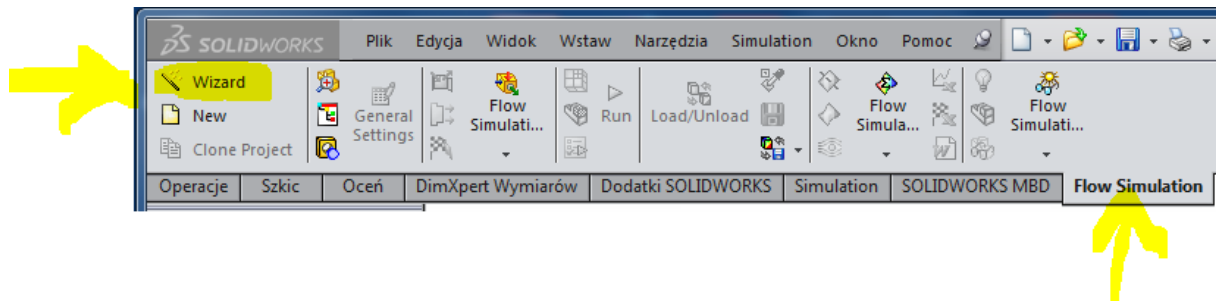 SOLIDWORKS Plik Edycja Widok Wstaw Narzędzia Simulation Okno Pomoc
Wizard
New
Clone Project
General
Settings
Flow
Simulati...
Run
Load/Unload
Flow
Simula...
Flow
Simulati...
Operacje Szkic Oceń DimXpert Wymiarów Dodatki SOLIDWORKS Simulation SOLIDWORKS MBD Flow Simulation